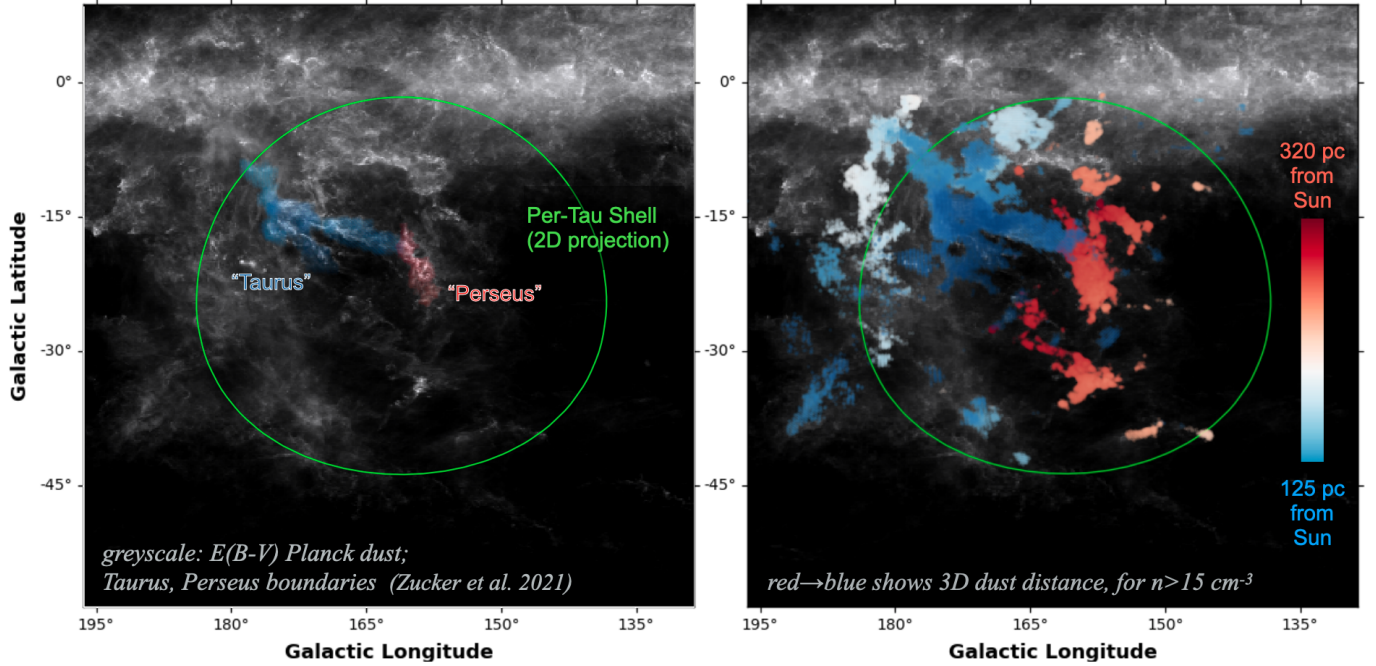 0°
-15°
-30°
-45°
Galactic Latitude
Per-Tau Shell
(2D projection)
“Taurus”
“Perseus”
greyscale: E(B-V) Planck dust;
Taurus, Perseus boundaries (Zucker et al. 2021)
195°
180°
165°
150°
135°
Galactic Longitude
0°
-15°
-30°
-45°
320 pc
from
Sun
125 pc
from
Sun
red→blue shows 3D dust distance, for n>15 cm⁻³
195°
180°
165°
150°
135°
Galactic Longitude